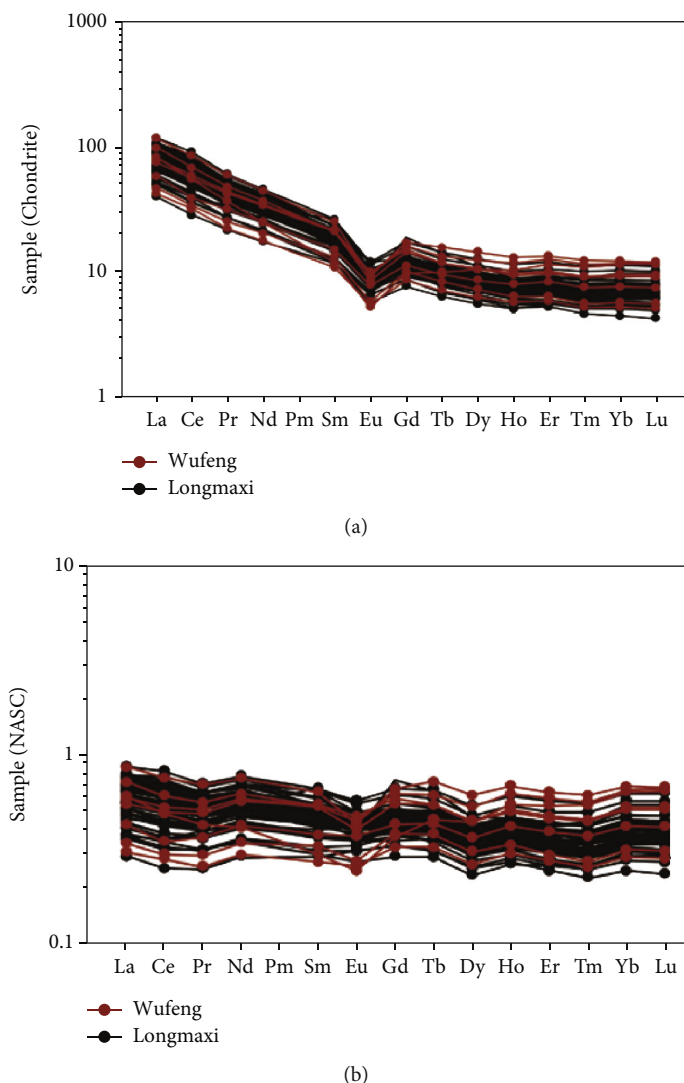 1000
100
10
1
Sample (Chondrite)
La Ce Pr Nd Pm Sm Eu Gd Tb Dy Ho Er Tm Yb Lu
Wufeng
Longmaxi
(a)
10
1
0.1
Sample (NASC)
La Ce Pr Nd Pm Sm Eu Gd Tb Dy Ho Er Tm Yb Lu
Wufeng
Longmaxi
(b)